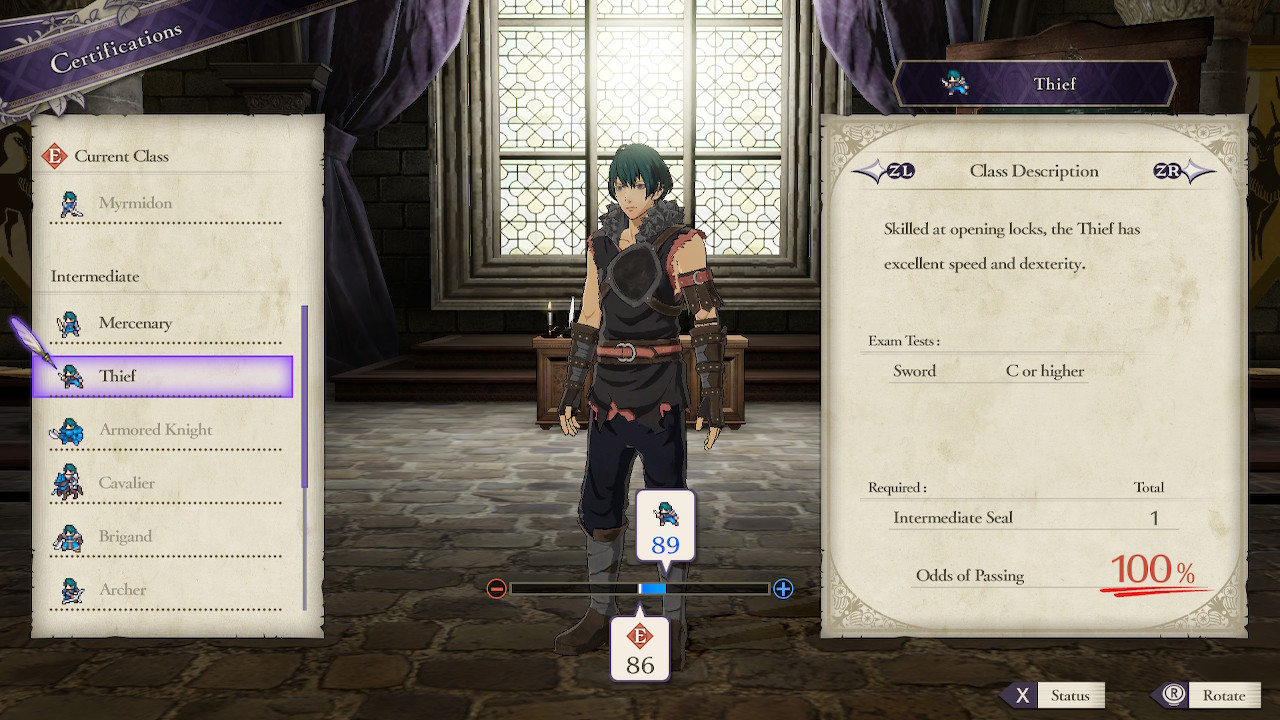 Certifications
E Current Class
Myrmidon
Intermediate
Mercenary
Thief
Armored Knight
Cavalier
Brigand
Archer
89
E
86
Thief
ZL Class Description ZR
Skilled at opening locks, the Thief has
excellent speed and dexterity.
Exam Tests :
Sword C or higher
Required : Total
Intermediate Seal 1
Odds of Passing 100%
X Status R Rotate